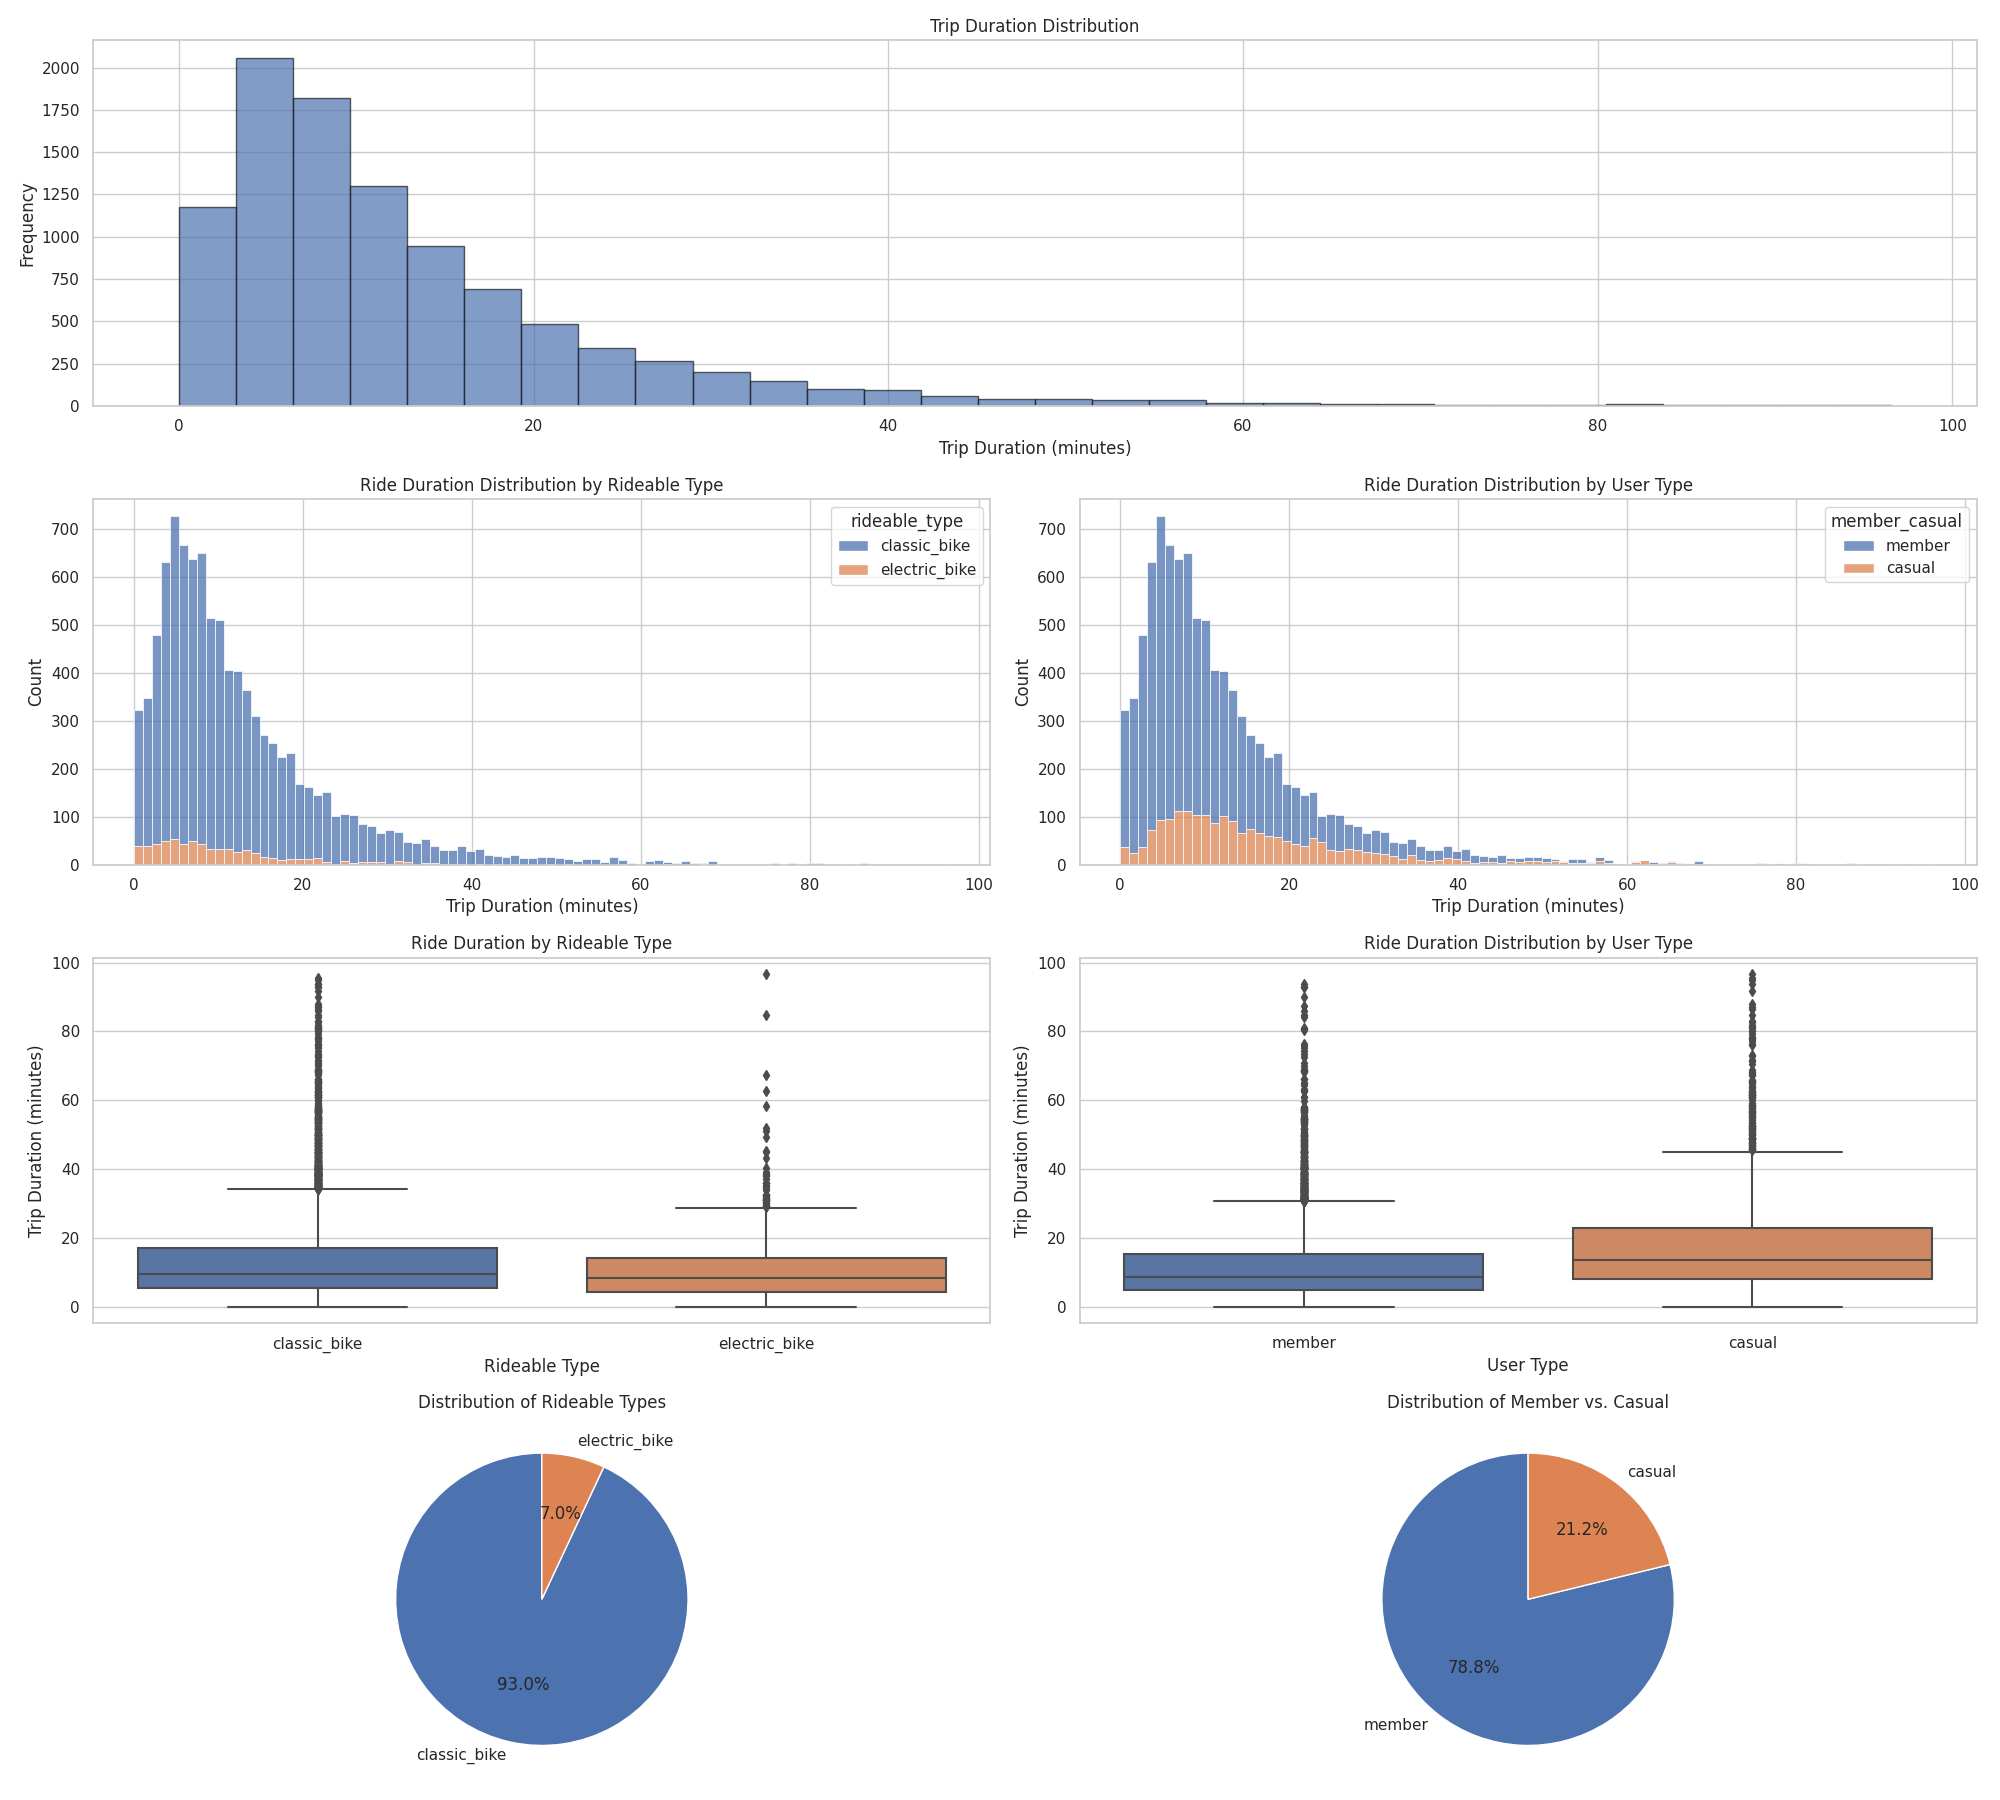 Trip Duration Distribution
Frequency
2000
1750
1500
1250
1000
750
500
250
0
0 20 40 60 80 100
Trip Duration (minutes)
Ride Duration Distribution by Rideable Type
Count
700
600
500
400
300
200
100
0
rideable_type
classic_bike
electric_bike
0 20 40 60 80 100
Trip Duration (minutes)
Ride Duration Distribution by User Type
Count
700
600
500
400
300
200
100
0
member_casual
member
casual
0 20 40 60 80 100
Trip Duration (minutes)
Ride Duration by Rideable Type
Trip Duration (minutes)
100
80
60
40
20
0
classic_bike electric_bike
Rideable Type
Ride Duration Distribution by User Type
Trip Duration (minutes)
100
80
60
40
20
0
member casual
User Type
Distribution of Rideable Types
electric_bike
7.0%
93.0%
classic_bike
Distribution of Member vs. Casual
casual
21.2%
78.8%
member